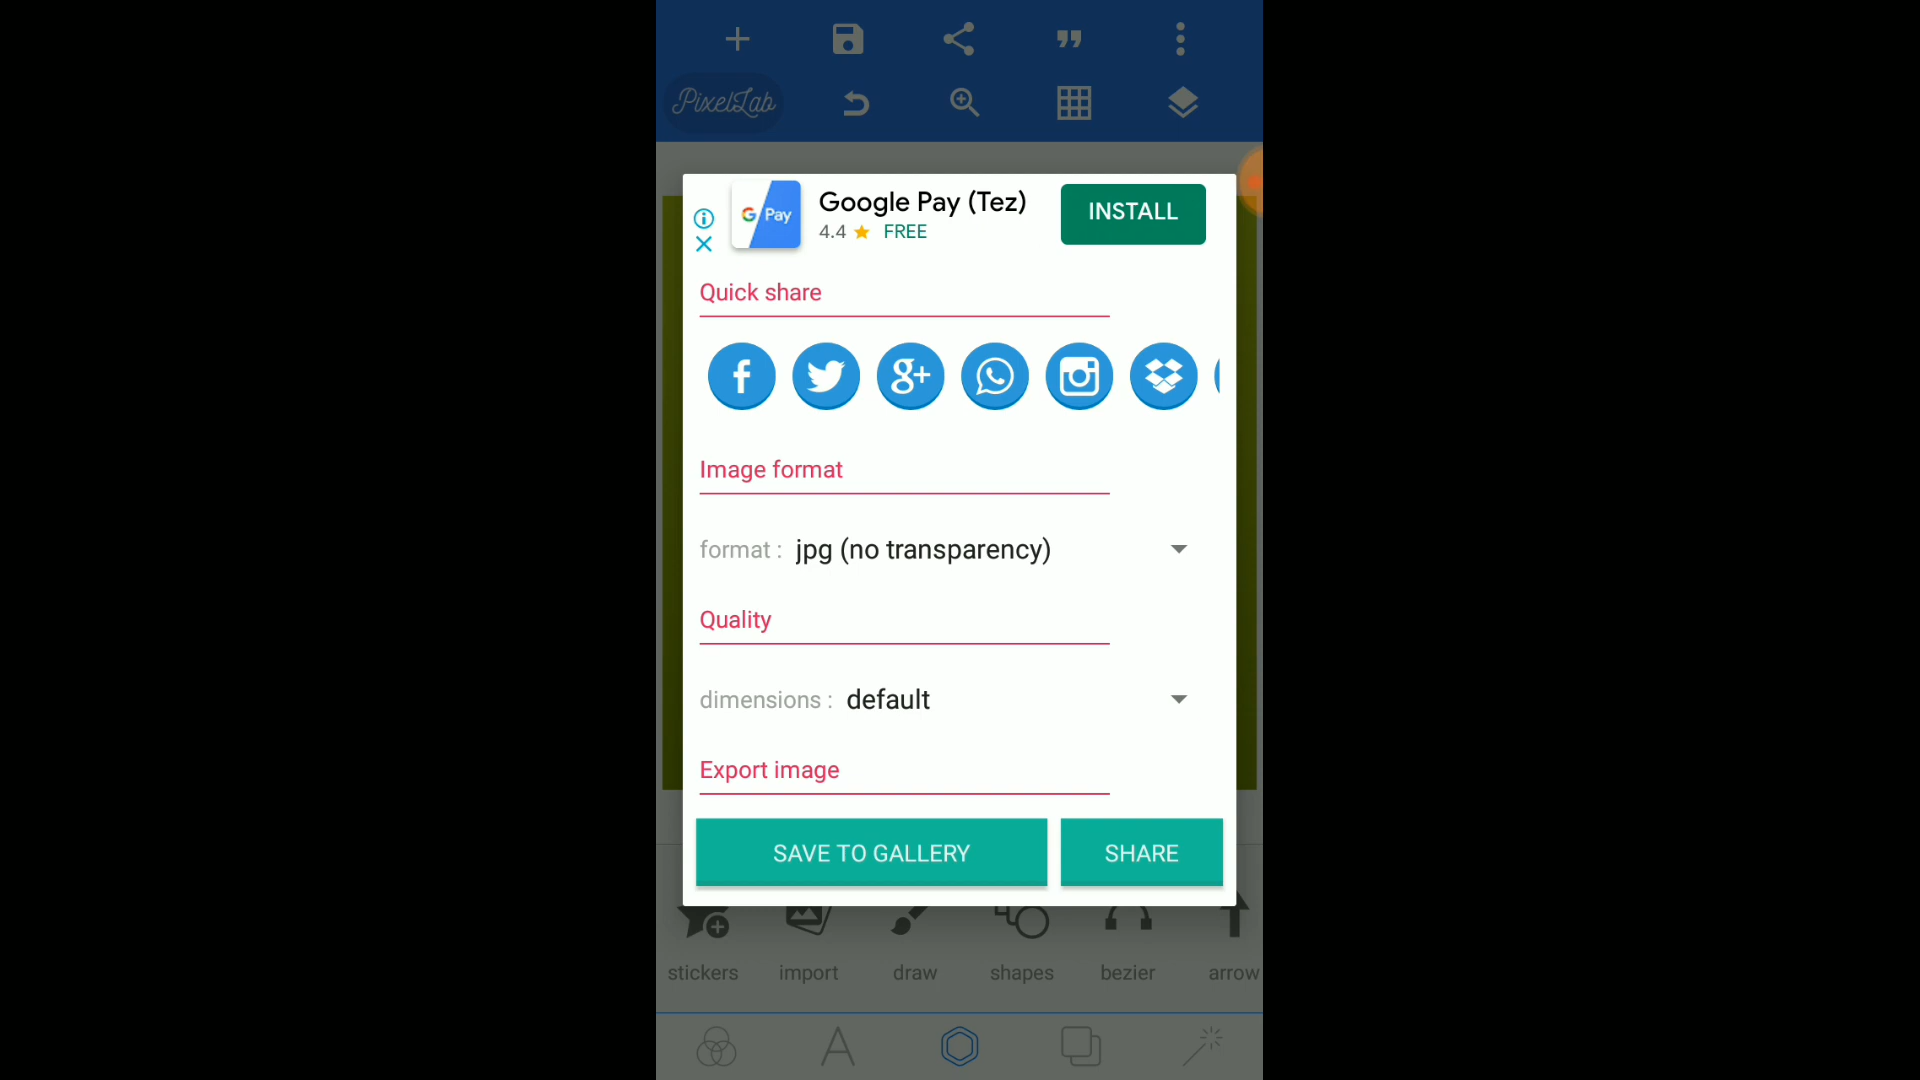 PixelLab
G Pay
Google Pay (Tez)
4.4 FREE
INSTALL
Quick share
f
g+
Image format
format : jpg (no transparency)
Quality
dimensions : default
Export image
SAVE TO GALLERY
SHARE
stickers import draw shapes bezier arrow